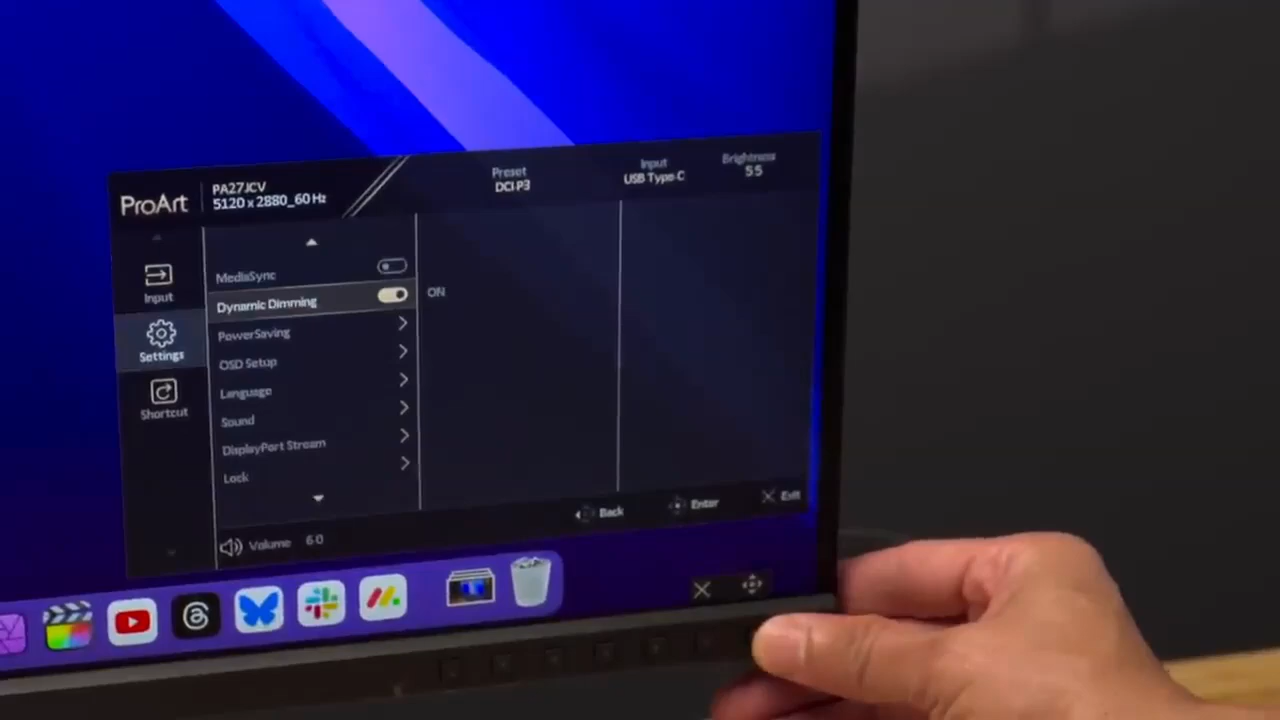 ProArt
PA27JCV
5120 x 2880_60 Hz
Preset
DCI-P3
Input
USB Type-C
Brightness
55
Input
Settings
Shortcut
MediaSync
Dynamic Dimming
ON
PowerSaving
OSD Setup
Language
Sound
DisplayPort Stream
Lock
Back
Enter
Exit
Volume 60